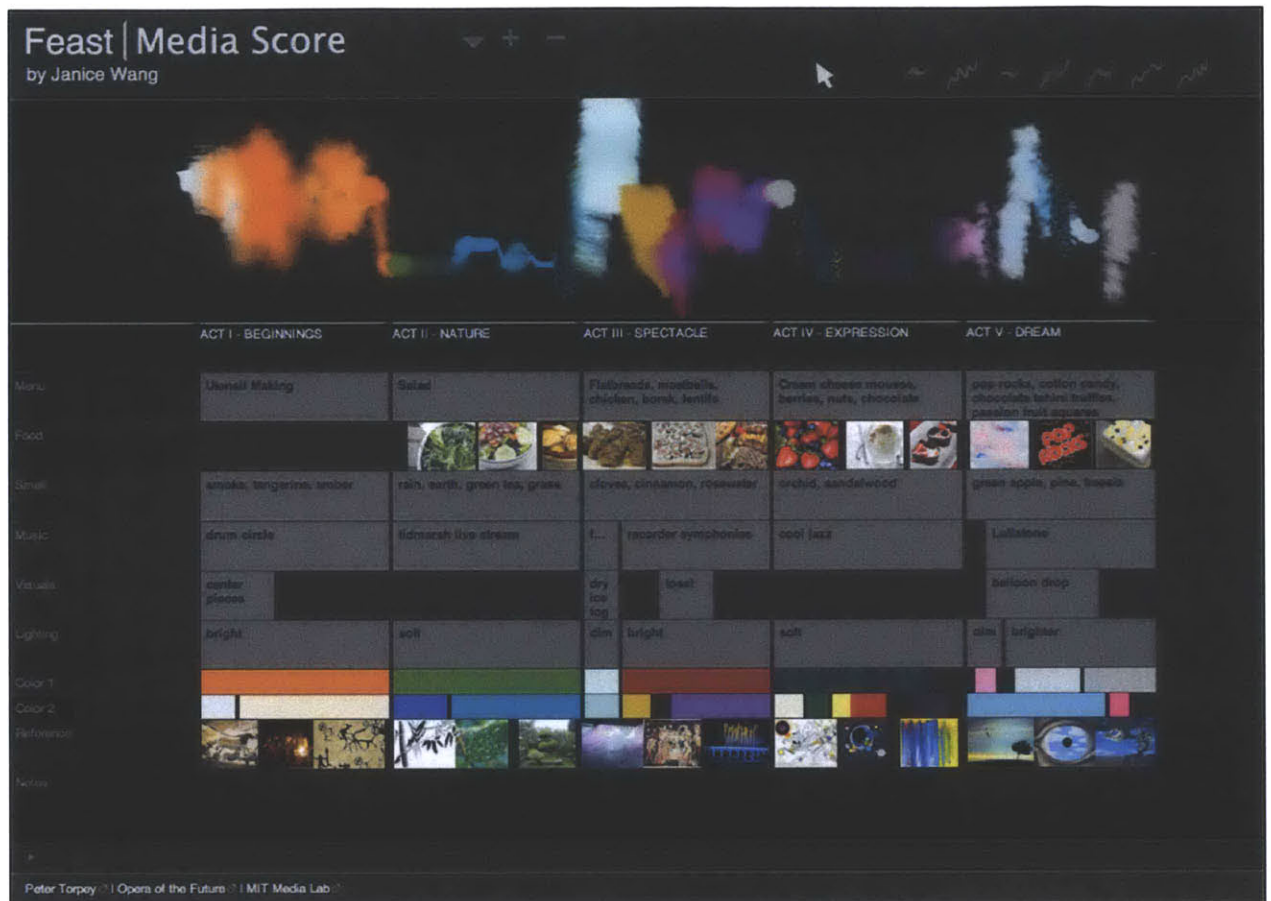 Feast | Media Score
by Janice Wang
ACT I - BEGINNINGS
ACT II - NATURE
ACT III - SPECTACLE
ACT IV - EXPRESSION
ACT V - DREAM
Menu
Utensil Making
Salad
Flatbreads, meatballs,
chicken, borek, lentils
Cream cheese mousse,
berries, nuts, chocolate
pop rocks, cotton candy,
chocolate tahini truffles,
passion fruit squares
Food
POP
ROCKS
Smell
smoke, tangerine, amber
rain, earth, green tea, grass
cloves, cinnamon, rosewater
orchid, sandalwood
green apple, pine, freesia
Music
drum circle
tidmarsh live stream
t...
recorder symphonies
cool jazz
Lullatone
Visuals
center
pieces
dry
ice
fog
toast
balloon drop
Lighting
bright
soft
dim
bright
soft
dim
brighter
Color 1
Color 2
Reference
Notes
Peter Torpey | Opera of the Future | MIT Media Lab